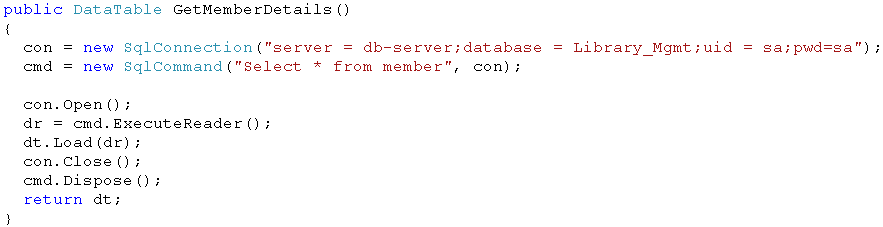 public DataTable GetMemberDetails()
{
con = new SqlConnection("server = db-server;database = Library_Mgmt;uid = sa;pwd=sa");
cmd = new SqlCommand("Select * from member", con);
con.Open();
dr = cmd.ExecuteReader();
dt.Load(dr);
con.Close();
cmd.Dispose();
return dt;
}